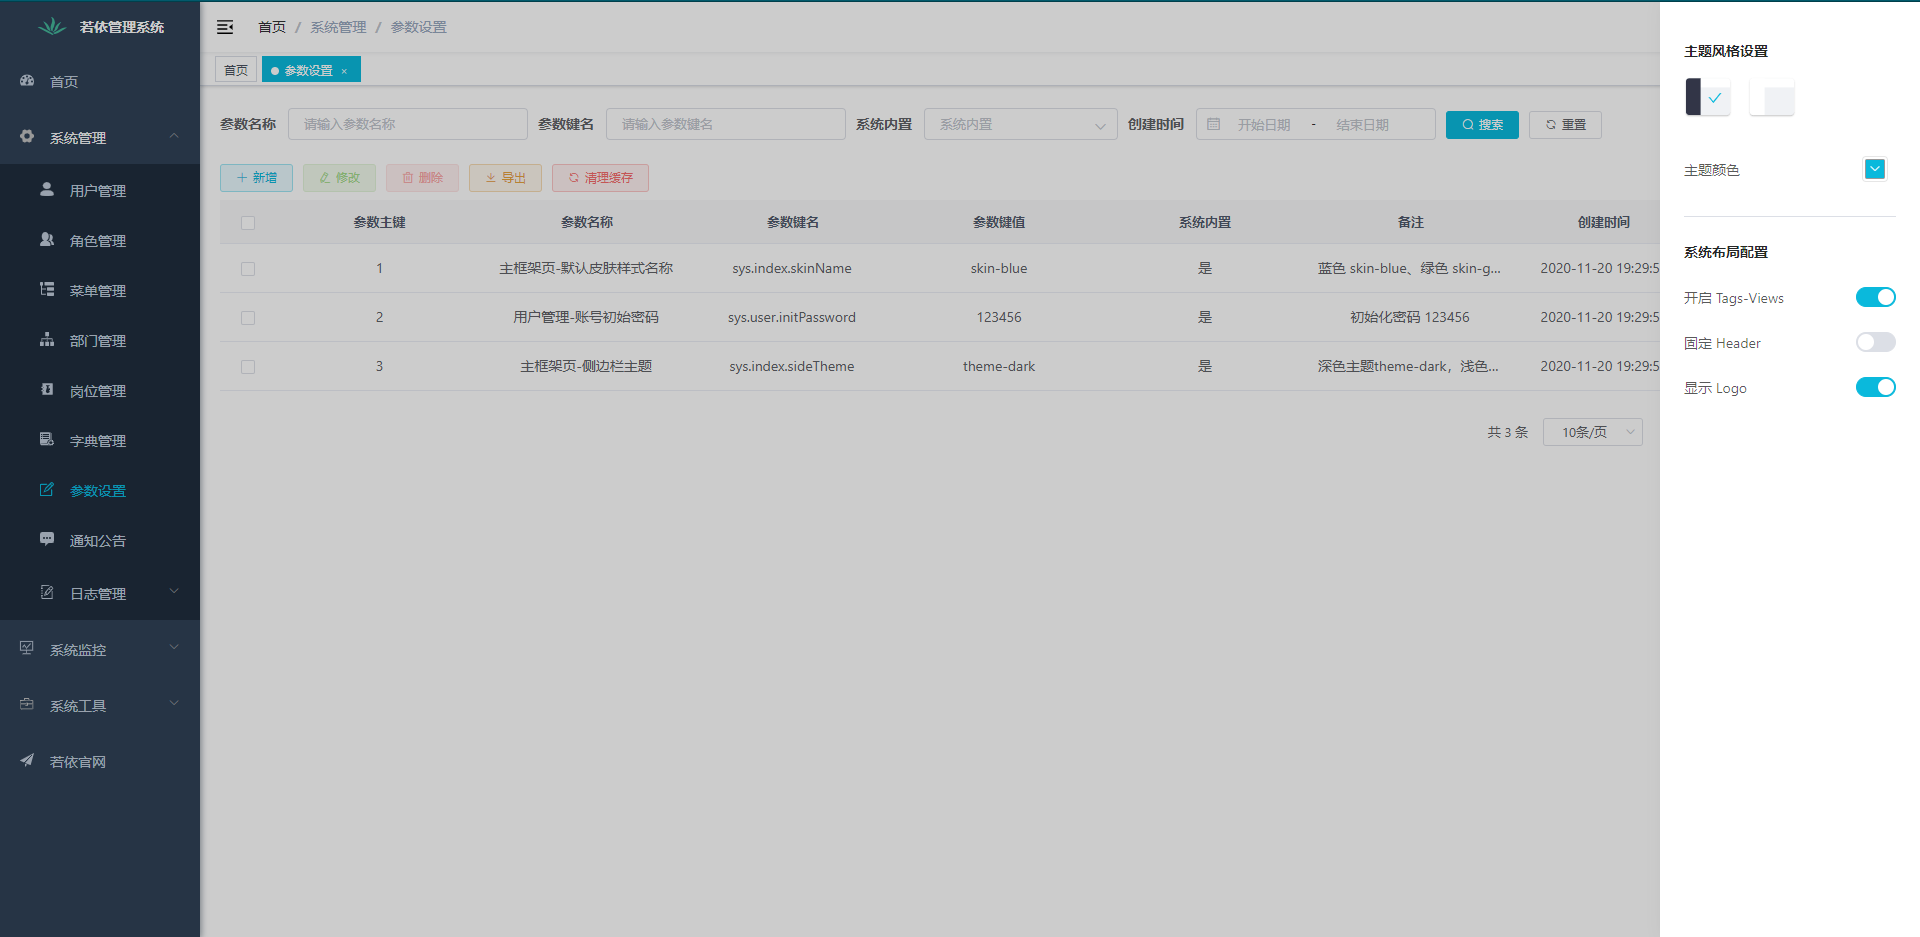 若依管理系统
首页
系统管理
用户管理
角色管理
菜单管理
部门管理
岗位管理
字典管理
参数设置
通知公告
日志管理
系统监控
系统工具
若依官网
首页 / 系统管理 / 参数设置
首页 参数设置 ×
参数名称 请输入参数名称 参数键名 请输入参数键名 系统内置 系统内置 创建时间 开始日期 - 结束日期 搜索 重置
新增 修改 删除 导出 清理缓存
参数主键 参数名称 参数键名 参数键值 系统内置 备注 创建时间
1 主框架页-默认皮肤样式名称 sys.index.skinName skin-blue 是 蓝色 skin-blue、绿色 skin-g... 2020-11-20 19:29:5
2 用户管理-账号初始密码 sys.user.initPassword 123456 是 初始化密码 123456 2020-11-20 19:29:5
3 主框架页-侧边栏主题 sys.index.sideTheme theme-dark 是 深色主题theme-dark，浅色... 2020-11-20 19:29:5
共 3 条 10条/页
主题风格设置
主题颜色
系统布局配置
开启 Tags-Views
固定 Header
显示 Logo